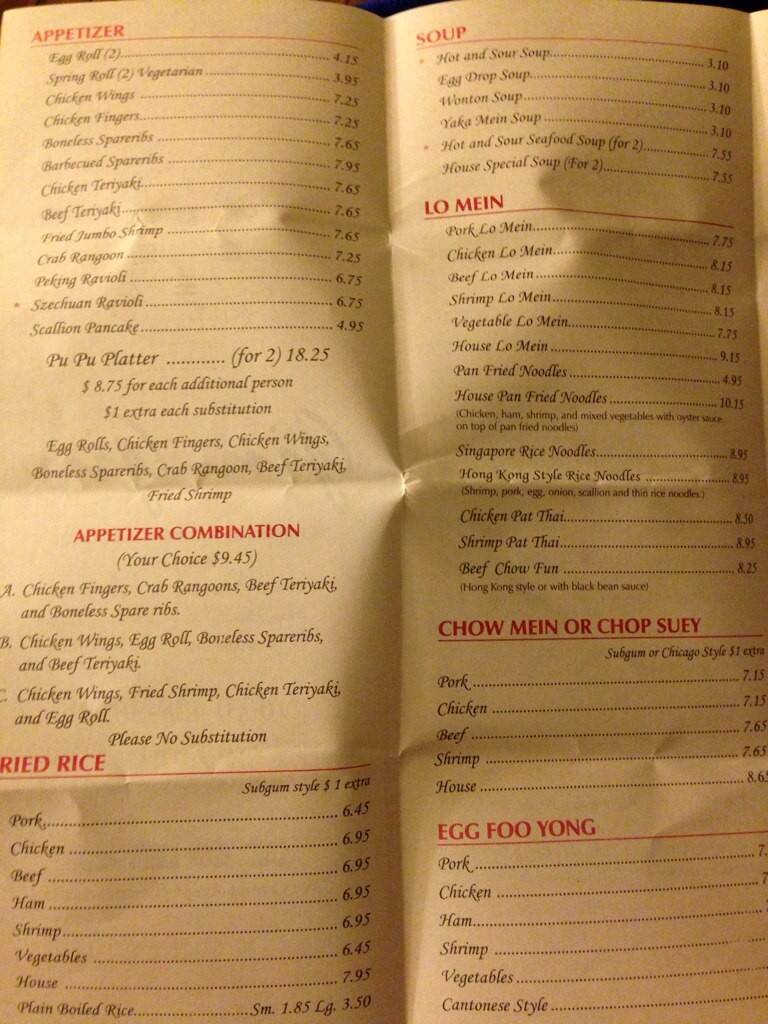 APPETIZER
Egg Roll (2)..... 4.15
Spring Roll (2) Vegetarian ..... 3.95
Chicken Wings ..... 7.25
Chicken Fingers..... 7.25
Boneless Spareribs ..... 7.65
Barbecued Spareribs ..... 7.95
Chicken Teriyaki..... 7.65
Beef Teriyaki..... 7.65
Fried Jumbo Shrimp ..... 7.65
Crab Rangoon ..... 7.25
Peking Ravioli ..... 6.75
* Szechuan Ravioli ..... 6.75
Scallion Pancake ..... 4.95
Pu Pu Platter ............ (for 2) 18.25
$ 8.75 for each additional person
$1 extra each substitution
Egg Rolls, Chicken Fingers, Chicken Wings,
Boneless Spareribs, Crab Rangoon, Beef Teriyaki,
Fried Shrimp
APPETIZER COMBINATION
(Your Choice $9.45)
A. Chicken Fingers, Crab Rangoons, Beef Teriyaki,
and Boneless Spare ribs.
B. Chicken Wings, Egg Roll, Boneless Spareribs,
and Beef Teriyaki.
C. Chicken Wings, Fried Shrimp, Chicken Teriyaki,
and Egg Roll.
Please No Substitution
RIED RICE
Subgum style $ 1 extra
Pork..... 6.45
Chicken ..... 6.95
Beef ..... 6.95
Ham ..... 6.95
Shrimp..... 6.95
Vegetables ..... 6.45
House ..... 7.95
Plain Boiled Rice..... Sm. 1.85 Lg. 3.50
SOUP
* Hot and Sour Soup..... 3.10
Egg Drop Soup..... 3.10
Wonton Soup..... 3.10
Yaka Mein Soup ..... 3.10
* Hot and Sour Seafood Soup (for 2)..... 7.55
House Special Soup (For 2)..... 7.55
LO MEIN
Pork Lo Mein..... 7.75
Chicken Lo Mein..... 8.15
Beef Lo Mein ..... 8.15
Shrimp Lo Mein..... 8.15
Vegetable Lo Mein..... 7.75
House Lo Mein ..... 9.15
Pan Fried Noodles ..... 4.95
House Pan Fried Noodles ..... 10.15
(Chicken, ham, shrimp, and mixed vegetables with oyster sauce
on top of pan fried noodles)
Singapore Rice Noodles..... 8.95
Hong Kong Style Rice Noodles ..... 8.95
(Shrimp, pork, egg, onion, scallion and thin rice noodles.)
Chicken Pat Thai..... 8.50
Shrimp Pat Thai..... 8.95
Beef Chow Fun ..... 8.25
(Hong Kong style or with black bean sauce)
CHOW MEIN OR CHOP SUEY
Subgum or Chicago Style $1 extra
Pork ..... 7.15
Chicken ..... 7.15
Beef ..... 7.65
Shrimp ..... 7.65
House ..... 8.65
EGG FOO YONG
Pork ..... 7.
Chicken ..... 7
Ham.....
Shrimp .....
Vegetables .....
Cantonese Style .....